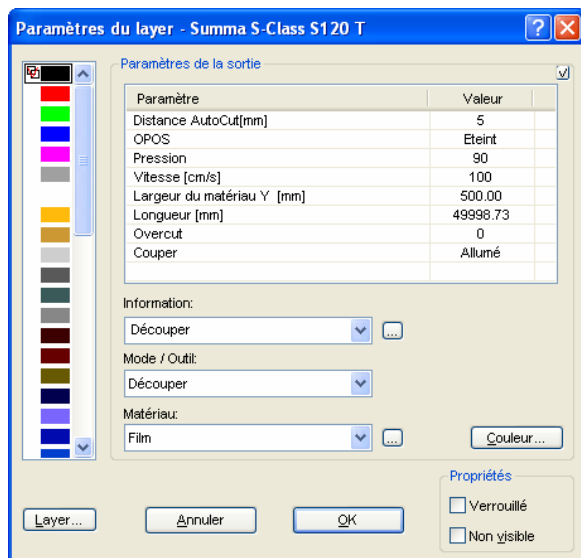 Paramètres du layer - Summa S-Class S120 T
Paramètres de la sortie
Paramètre Valeur
Distance AutoCut[mm] 5
OPOS Eteint
Pression 90
Vitesse [cm/s] 100
Largeur du matériau Y [mm] 500.00
Longueur [mm] 49998.73
Overcut 0
Couper Allumé
Information:
Découper
...
Mode / Outil:
Découper
Matériau:
Film
...
Couleur...
Propriétés
Verrouillé
Non visible
Layer...
Annuler
OK